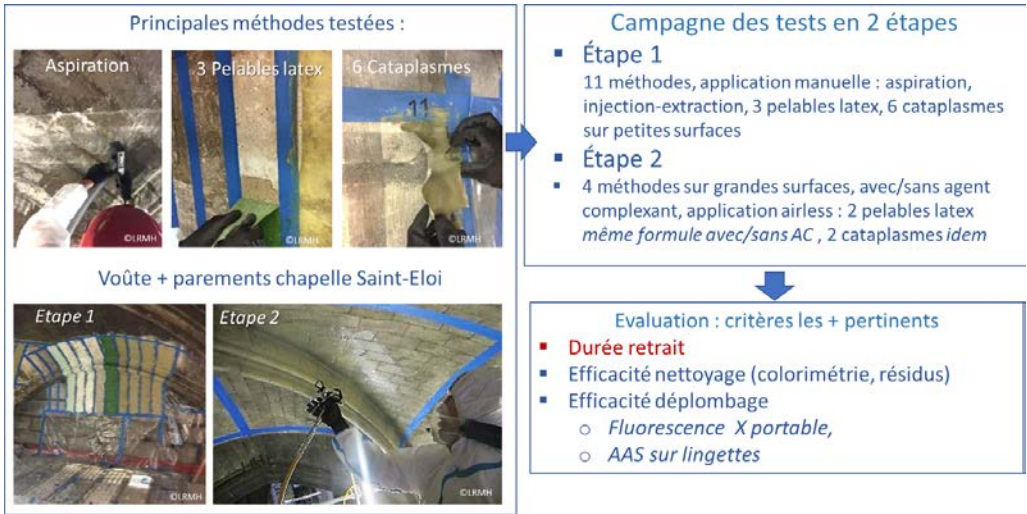 Principales méthodes testées :
Aspiration
3 Pelables latex
6 Cataplasmes
11
©LRMH
©LRMH
©LRMH
Voûte + parements chapelle Saint-Eloi
Etape 1
Etape 2
©LRMH
©LRMH
Campagne des tests en 2 étapes
▪ Étape 1
11 méthodes, application manuelle : aspiration,
injection-extraction, 3 pelables latex, 6 cataplasmes
sur petites surfaces
▪ Étape 2
▪ 4 méthodes sur grandes surfaces, avec/sans agent
complexant, application airless : 2 pelables latex
même formule avec/sans AC , 2 cataplasmes idem
Evaluation : critères les + pertinents
▪ Durée retrait
▪ Efficacité nettoyage (colorimétrie, résidus)
▪ Efficacité déplombage
o Fluorescence X portable,
o AAS sur lingettes